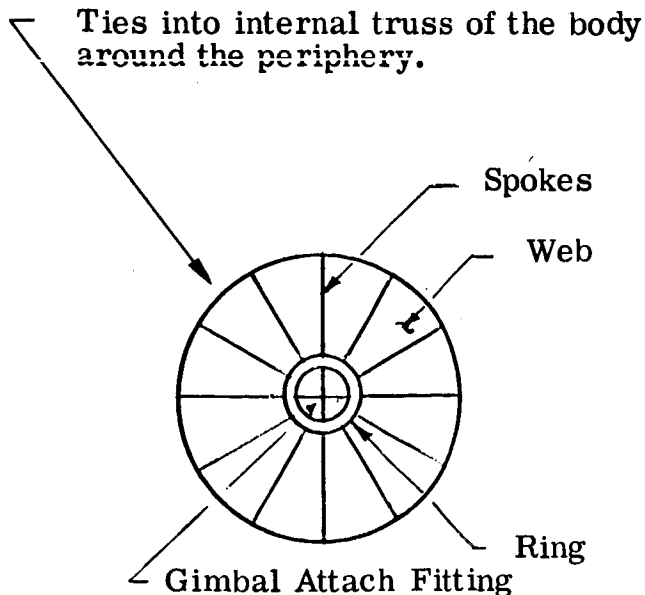 Ties into internal truss of the body
around the periphery.
Spokes
Web
Ring
Gimbal Attach Fitting